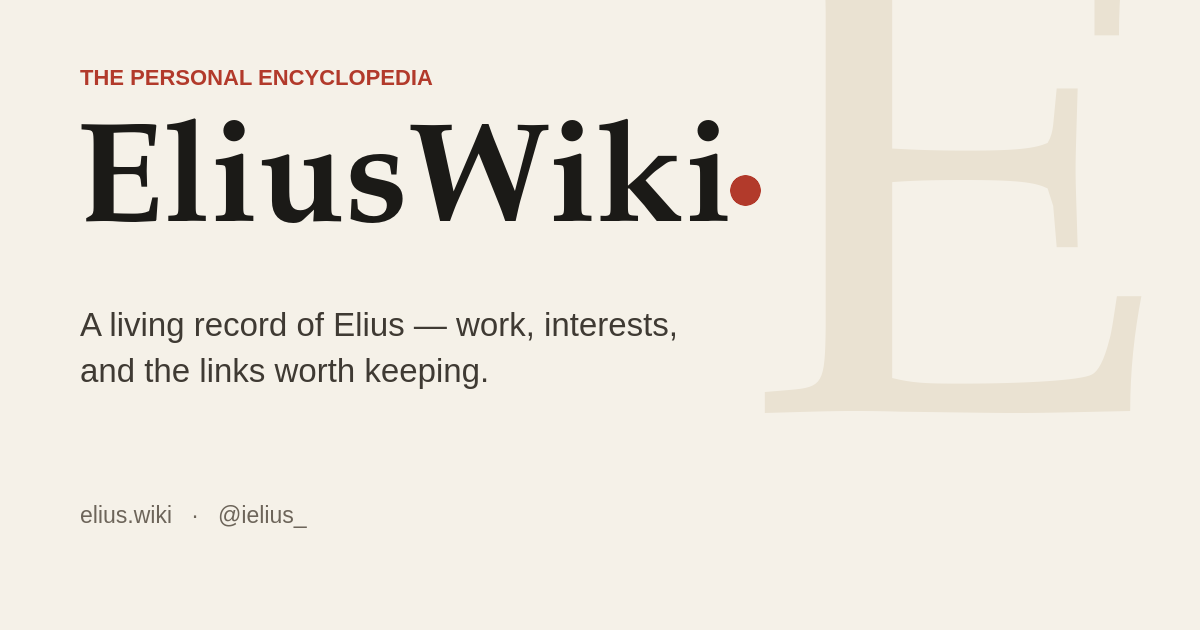 THE PERSONAL ENCYCLOPEDIA
EliusWiki
A living record of Elius — work, interests,
and the links worth keeping.
elius.wiki · @ielius_
E